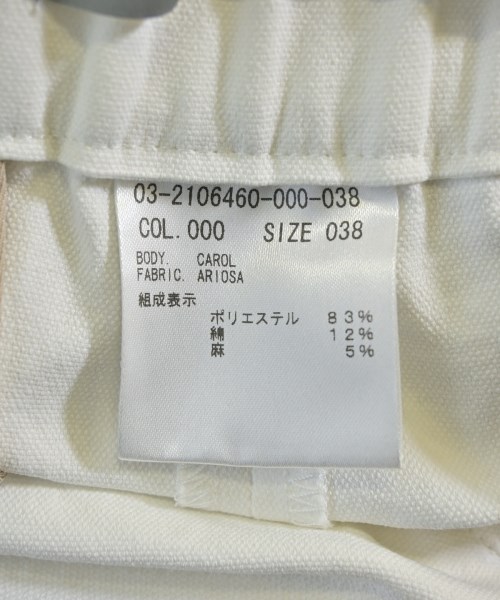 03-2106460-000-038
COL.000 SIZE 038
BODY. CAROL
FABRIC. ARIOSA
組成表示
ポリエステル 83%
綿 12%
麻 5%